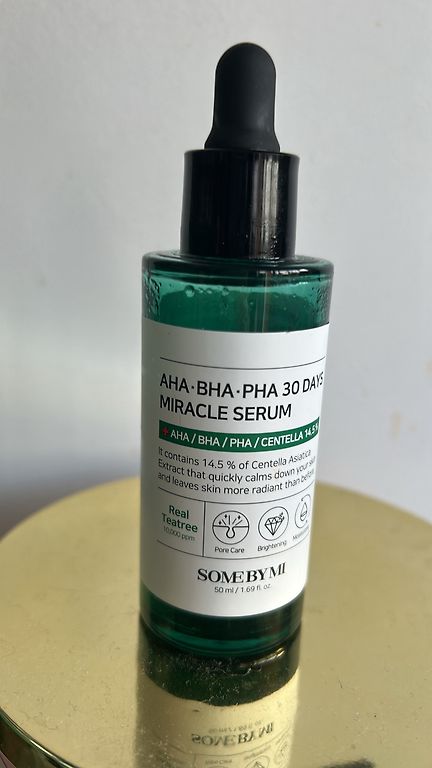 AHA·BHA·PHA 30 DAYS
MIRACLE SERUM
+ AHA / BHA / PHA / CENTELLA 14.5 %
It contains 14.5 % of Centella Asiatica
Extract that quickly calms down your skin
and leaves skin more radiant than before.
Real
Teatree
10,000 ppm
Pore Care
Brightening
SOME BY MI
50 ml / 1.69 fl. oz.